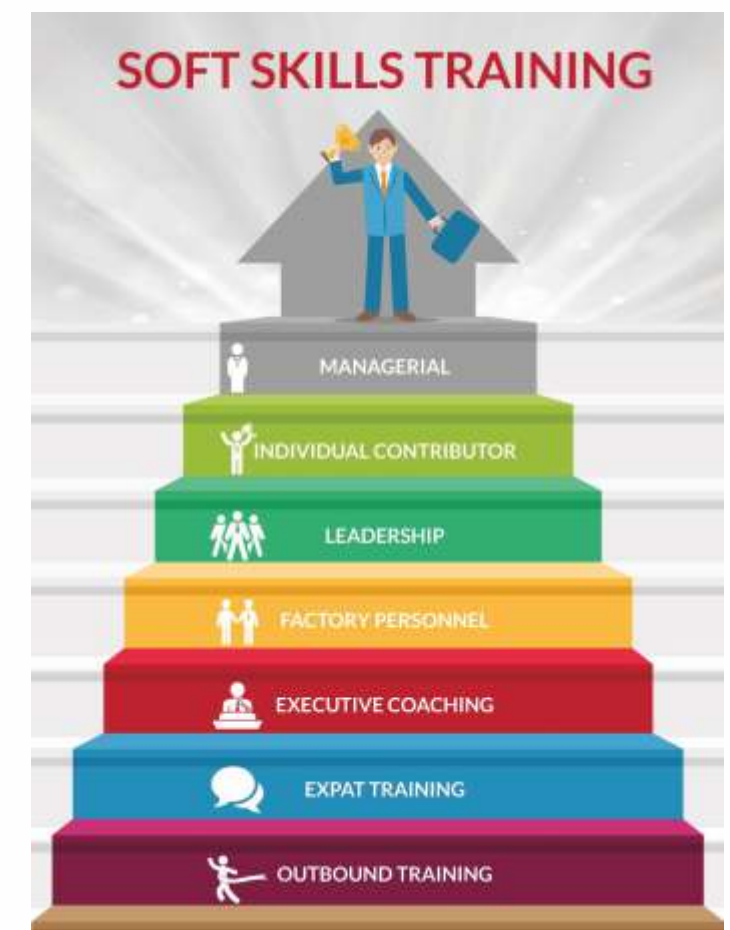 SOFT SKILLS TRAINING
MANAGERIAL
INDIVIDUAL CONTRIBUTOR
LEADERSHIP
FACTORY PERSONNEL
EXECUTIVE COACHING
EXPAT TRAINING
OUTBOUND TRAINING